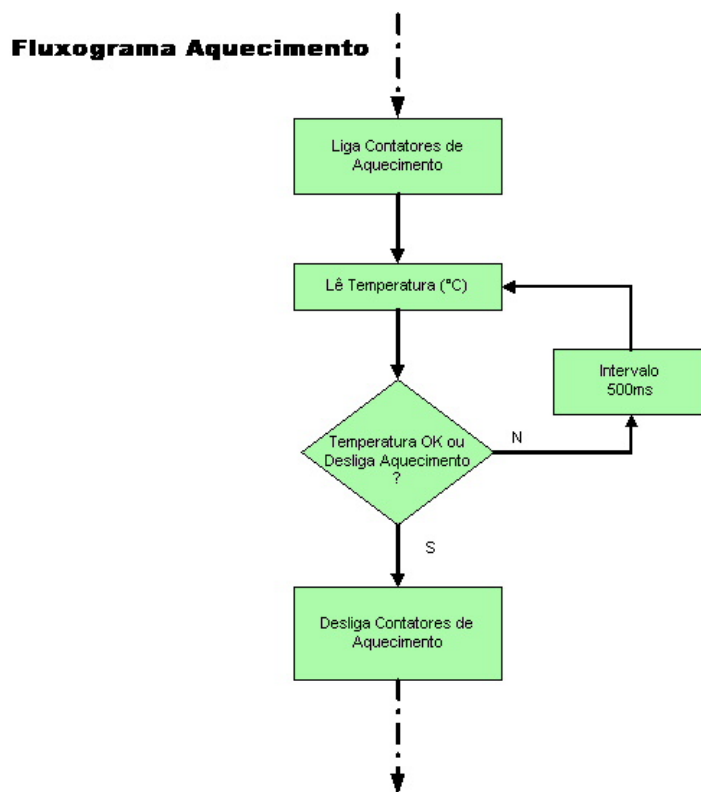 Fluxograma Aquecimento
Liga Contatores de
Aquecimento
Lê Temperatura (°C)
Intervalo
500ms
Temperatura OK ou
Desliga Aquecimento
?
N
S
Desliga Contatores de
Aquecimento